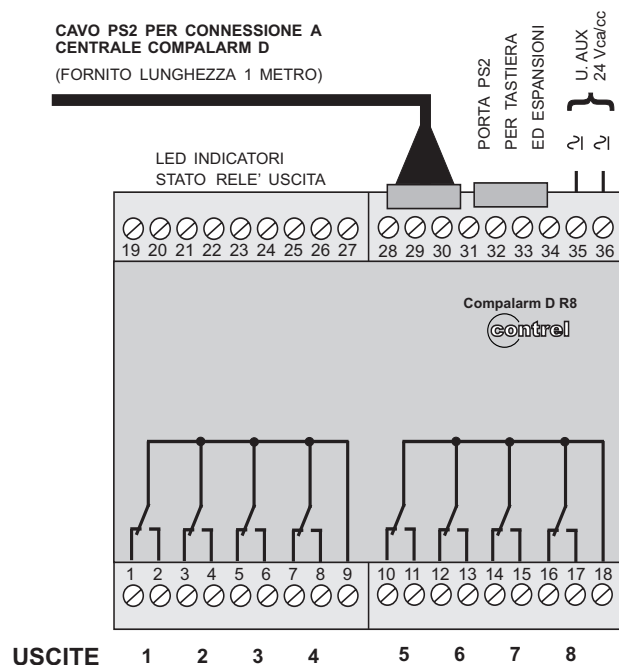 CAVO PS2 PER CONNESSIONE A
CENTRALE COMPALARM D
(FORNITO LUNGHEZZA 1 METRO)
PORTA PS2
PER TASTIERA
ED ESPANSIONI
U. AUX
24 Vca/cc
LED INDICATORI
STATO RELE' USCITA
19 20 21 22 23 24 25 26 27 28 29 30 31 32 33 34 35 36
Compalarm D R8
contrel
1 2 3 4 5 6 7 8 9 10 11 12 13 14 15 16 17 18
USCITE 1 2 3 4 5 6 7 8